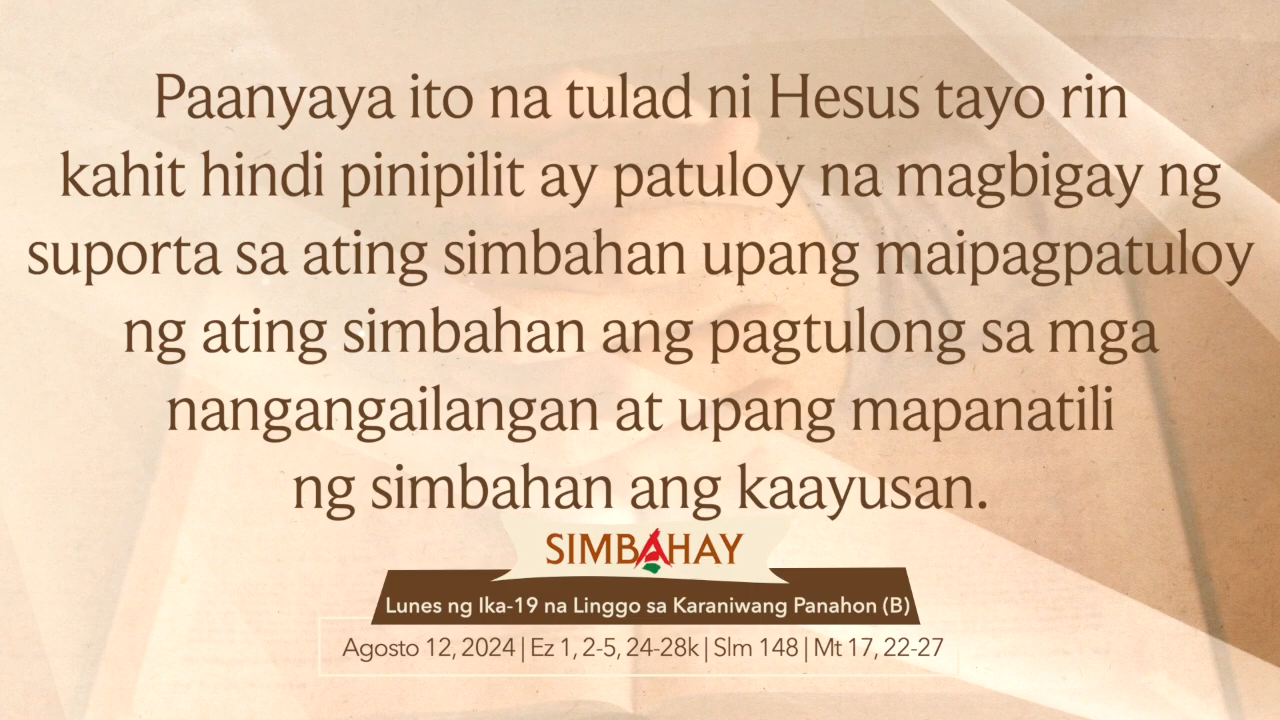 Paanyaya ito na tulad ni Hesus tayo rin
kahit hindi pinipilit ay patuloy na magbigay ng
suporta sa ating simbahan upang maipagpatuloy
ng ating simbahan ang pagtulong sa mga
nangangailangan at upang mapanatili
ng simbahan ang kaayusan.
SIMBAHAY
Lunes ng Ika-19 na Linggo sa Karaniwang Panahon (B)
Agosto 12, 2024 | Ez 1, 2-5, 24-28k | Slm 148 | Mt 17, 22-27